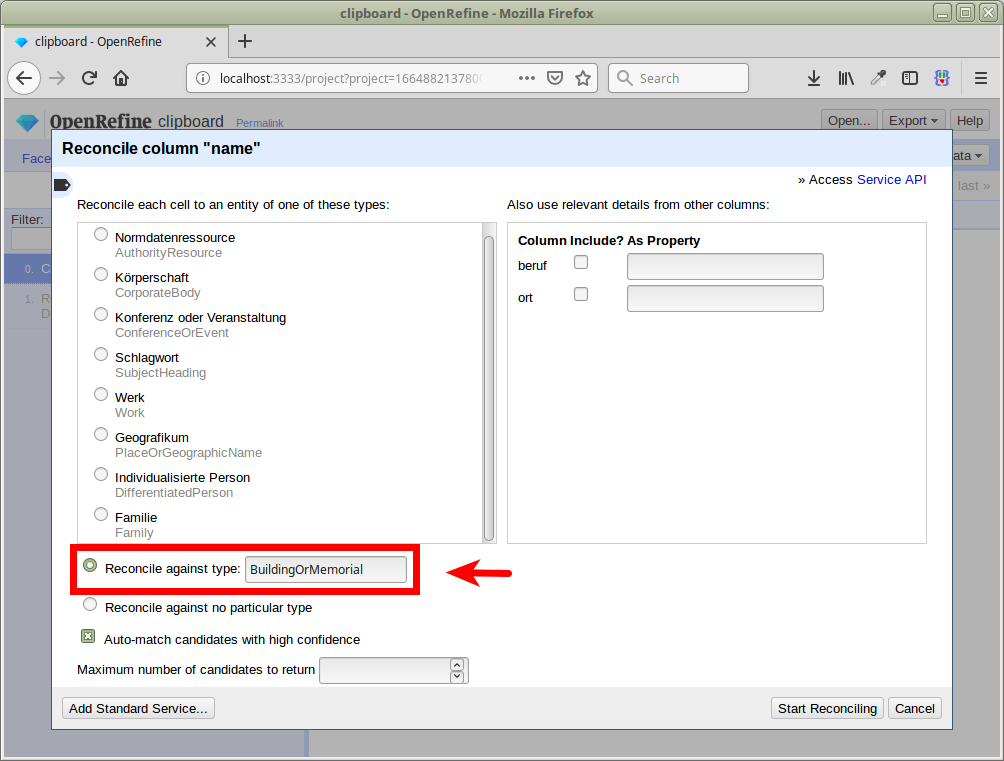 clipboard - OpenRefine - Mozilla Firefox
clipboard - OpenRefine
localhost:3333/project?project=1664882137800
Search
OpenRefine clipboard Permalink
Open... Export Help
Face
ata
last »
Filter:
0. C
1. R
D
Reconcile column "name"
» Access Service API
Reconcile each cell to an entity of one of these types:
Normdatenressource
AuthorityResource
Körperschaft
CorporateBody
Konferenz oder Veranstaltung
ConferenceOrEvent
Schlagwort
SubjectHeading
Werk
Work
Geografikum
PlaceOrGeographicName
Individualisierte Person
DifferentiatedPerson
Familie
Family
Also use relevant details from other columns:
Column Include? As Property
beruf
ort
Reconcile against type: BuildingOrMemorial
Reconcile against no particular type
Auto-match candidates with high confidence
Maximum number of candidates to return
Add Standard Service...
Start Reconciling
Cancel